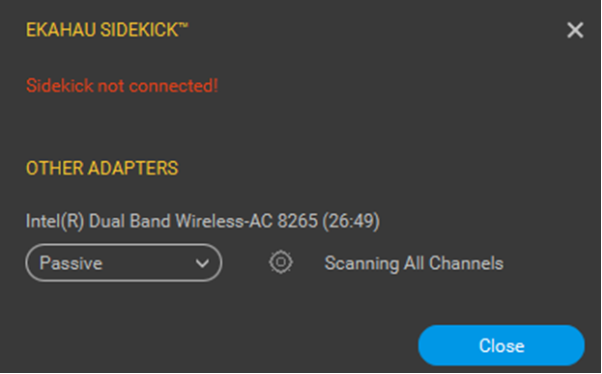 EKAHAU SIDEKICK™
Sidekick not connected!
OTHER ADAPTERS
Intel(R) Dual Band Wireless-AC 8265 (26:49)
Passive
Scanning All Channels
Close